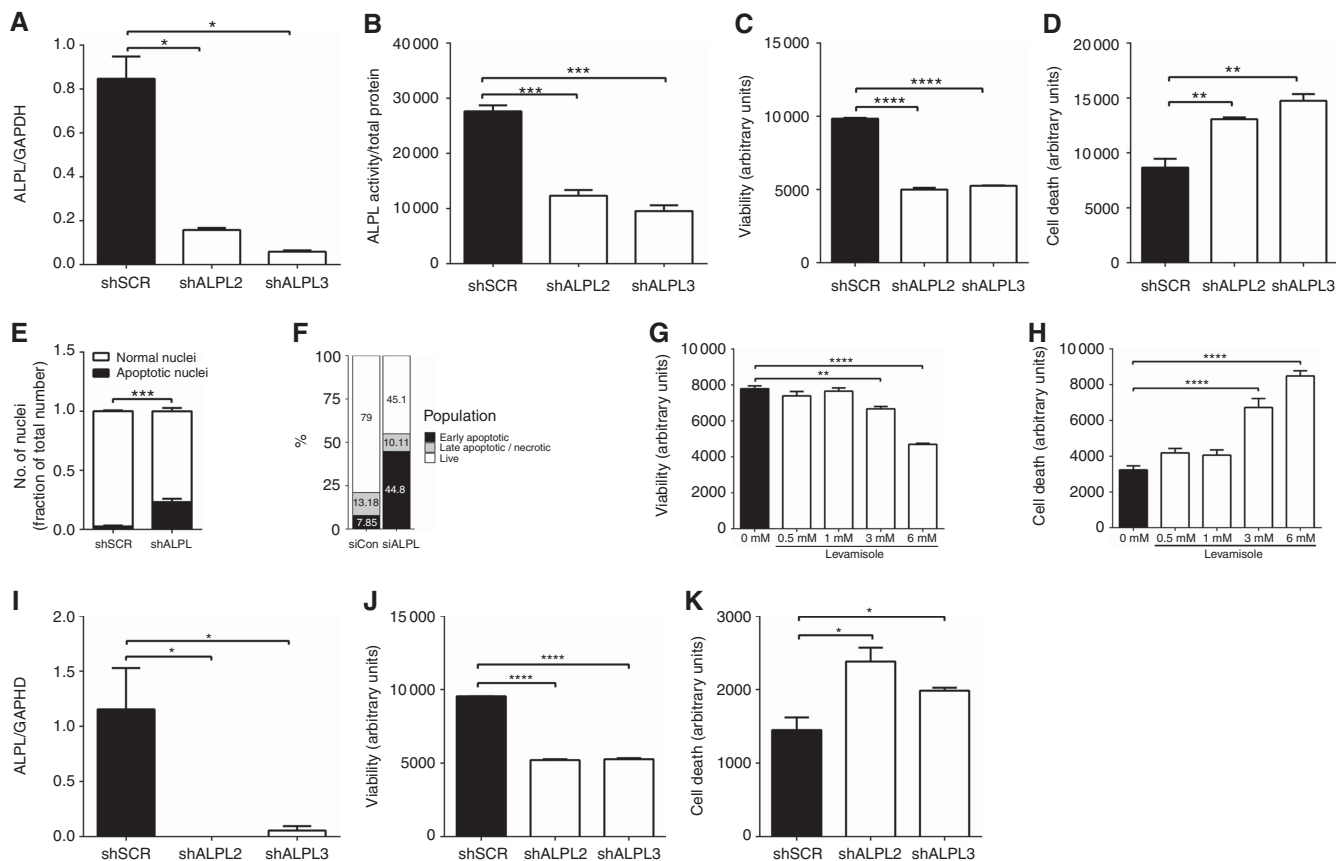 A
ALPL/GAPDH
1.0
0.8
0.6
0.4
0.2
0.0
*
*
shSCR
shALPL2
shALPL3
B
ALPL activity/total protein
40 000
30 000
20 000
10 000
0
***
***
shSCR
shALPL2
shALPL3
C
Viability (arbitrary units)
15 000
10 000
5000
0
****
****
shSCR
shALPL2
shALPL3
D
Cell death (arbitrary units)
20 000
15 000
10 000
5000
0
**
**
shSCR
shALPL2
shALPL3
E
No. of nuclei
(fraction of total number)
1.5
1.0
0.5
0.0
Normal nuclei
Apoptotic nuclei
***
shSCR
shALPL
F
%
100
75
50
25
0
79
13.18
7.85
45.1
10.11
44.8
siCon
siALPL
Population
Early apoptotic
Late apoptotic / necrotic
Live
G
Viability (arbitrary units)
10 000
8000
6000
4000
2000
0
****
**
0 mM
0.5 mM
1 mM
3 mM
6 mM
Levamisole
H
Cell death (arbitrary units)
10 000
8000
6000
4000
2000
0
****
****
0 mM
0.5 mM
1 mM
3 mM
6 mM
Levamisole
I
ALPL/GAPHD
2.0
1.5
1.0
0.5
0.0
*
*
shSCR
shALPL2
shALPL3
J
Viability (arbitrary units)
15 000
10 000
5000
0
****
****
shSCR
shALPL2
shALPL3
K
Cell death (arbitrary units)
3000
2000
1000
0
*
*
shSCR
shALPL2
shALPL3